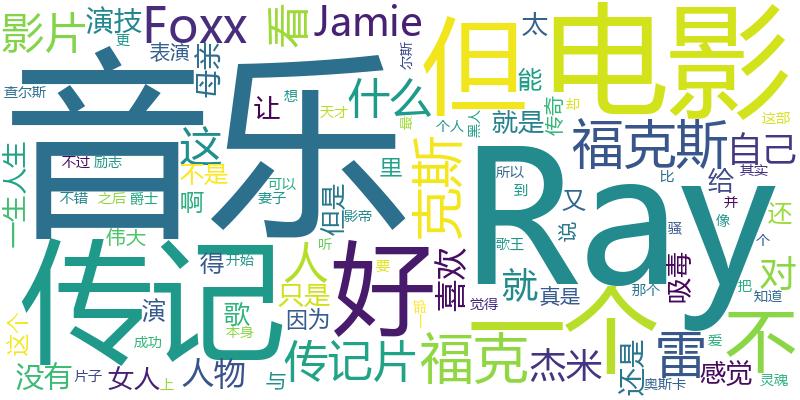 影片
演技
Foxx
看
Jamie
太
但
电影
音乐
更
表演
母亲
尔斯
查尔斯
让
想
天才
什么
能
传奇
却
这部
这
个人
黑人
就是
最
福克斯
自己
一生
人生
不过
励志
不是
里
克斯
Ray
所以
到
比
给
其实
不错
之后
爵士
啊
妻子
可以
影帝
但是
又
说
骚
并
还
伟大
像
传记
得
开始
人
听
好
喜欢
歌王
一个
个
不
对
这个
演
歌
本身
只是
因为
要
一部
觉得
就
真是
吸毒
那个
把
知道
没有
成功
片子
女人
上
人物
与
传记片
福克
杰米
还是
雷
奥斯卡
感觉
爱
灵魂